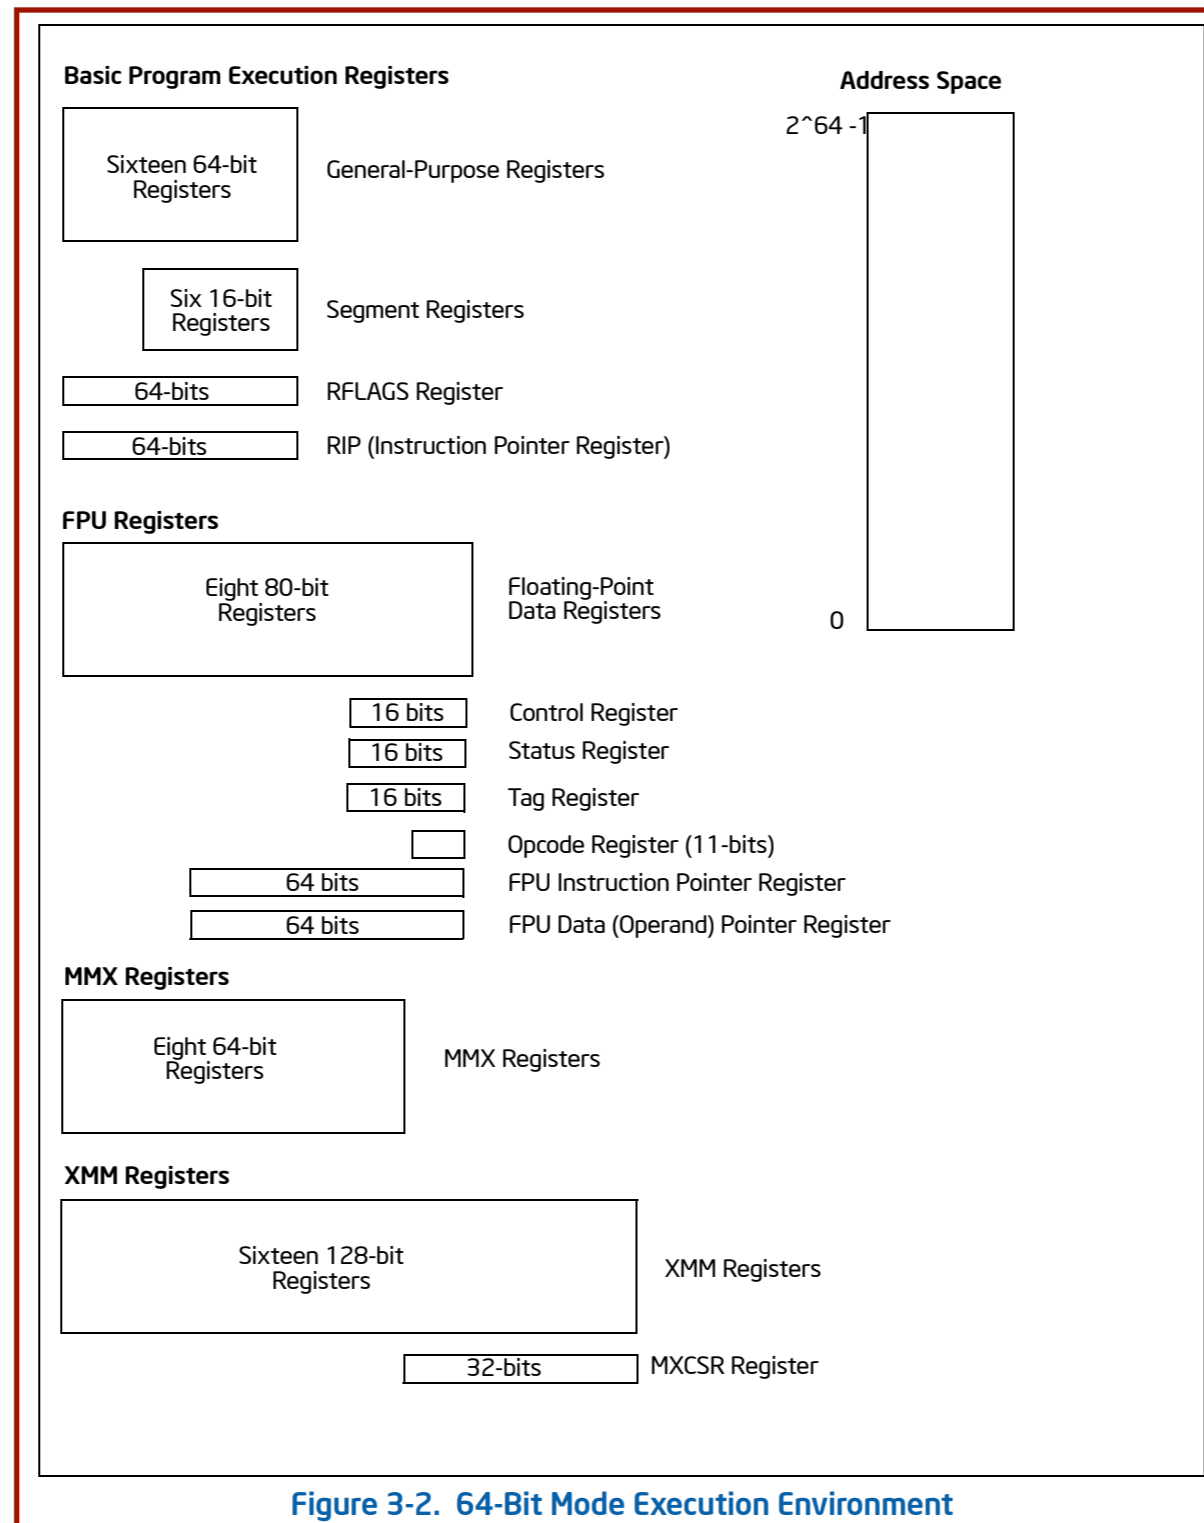 Basic Program Execution Registers
Address Space
2^64 -1
Sixteen 64-bit
Registers
General-Purpose Registers
Six 16-bit
Registers
Segment Registers
64-bits
RFLAGS Register
64-bits
RIP (Instruction Pointer Register)
FPU Registers
Eight 80-bit
Registers
Floating-Point
Data Registers
0
16 bits
Control Register
16 bits
Status Register
16 bits
Tag Register
Opcode Register (11-bits)
64 bits
FPU Instruction Pointer Register
64 bits
FPU Data (Operand) Pointer Register
MMX Registers
Eight 64-bit
Registers
MMX Registers
XMM Registers
Sixteen 128-bit
Registers
XMM Registers
32-bits
MXCSR Register
Figure 3-2. 64-Bit Mode Execution Environment